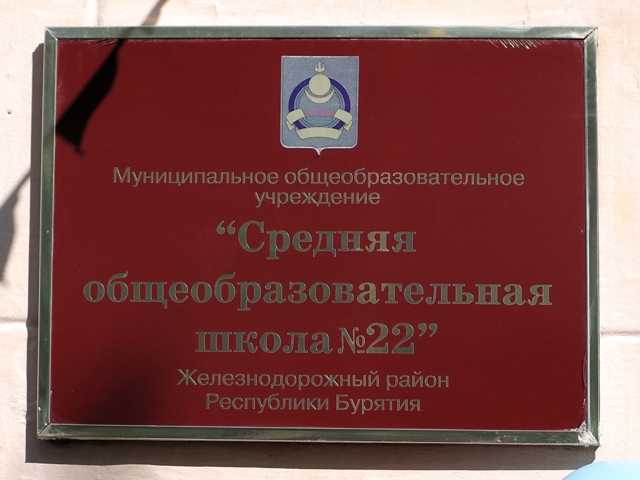 Муниципальное общеобразовательное
учреждение
“Средняя
общеобразовательная
школа №22”
Железнодорожный район
Республики Бурятия